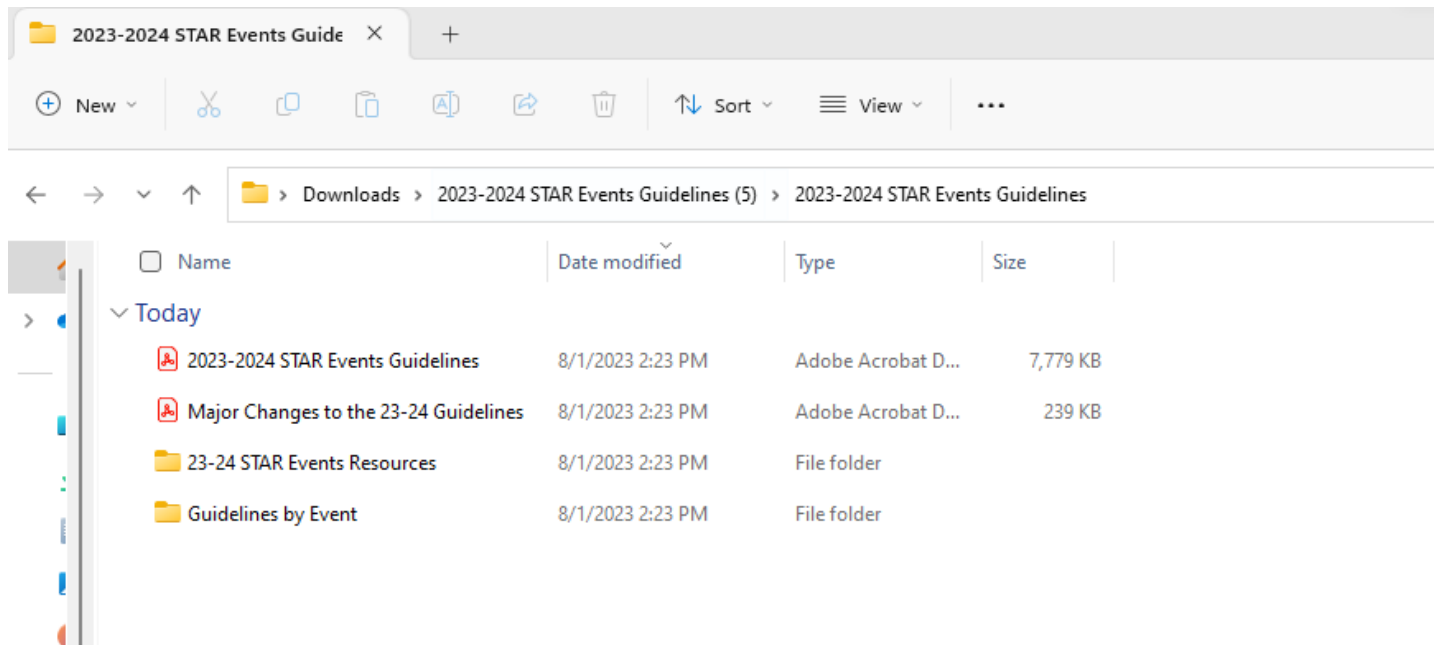 2023-2024 STAR Events Guide
New
Sort
View
Downloads > 2023-2024 STAR Events Guidelines (5) > 2023-2024 STAR Events Guidelines
Name Date modified Type Size
Today
2023-2024 STAR Events Guidelines 8/1/2023 2:23 PM Adobe Acrobat D... 7,779 KB
Major Changes to the 23-24 Guidelines 8/1/2023 2:23 PM Adobe Acrobat D... 239 KB
23-24 STAR Events Resources 8/1/2023 2:23 PM File folder
Guidelines by Event 8/1/2023 2:23 PM File folder